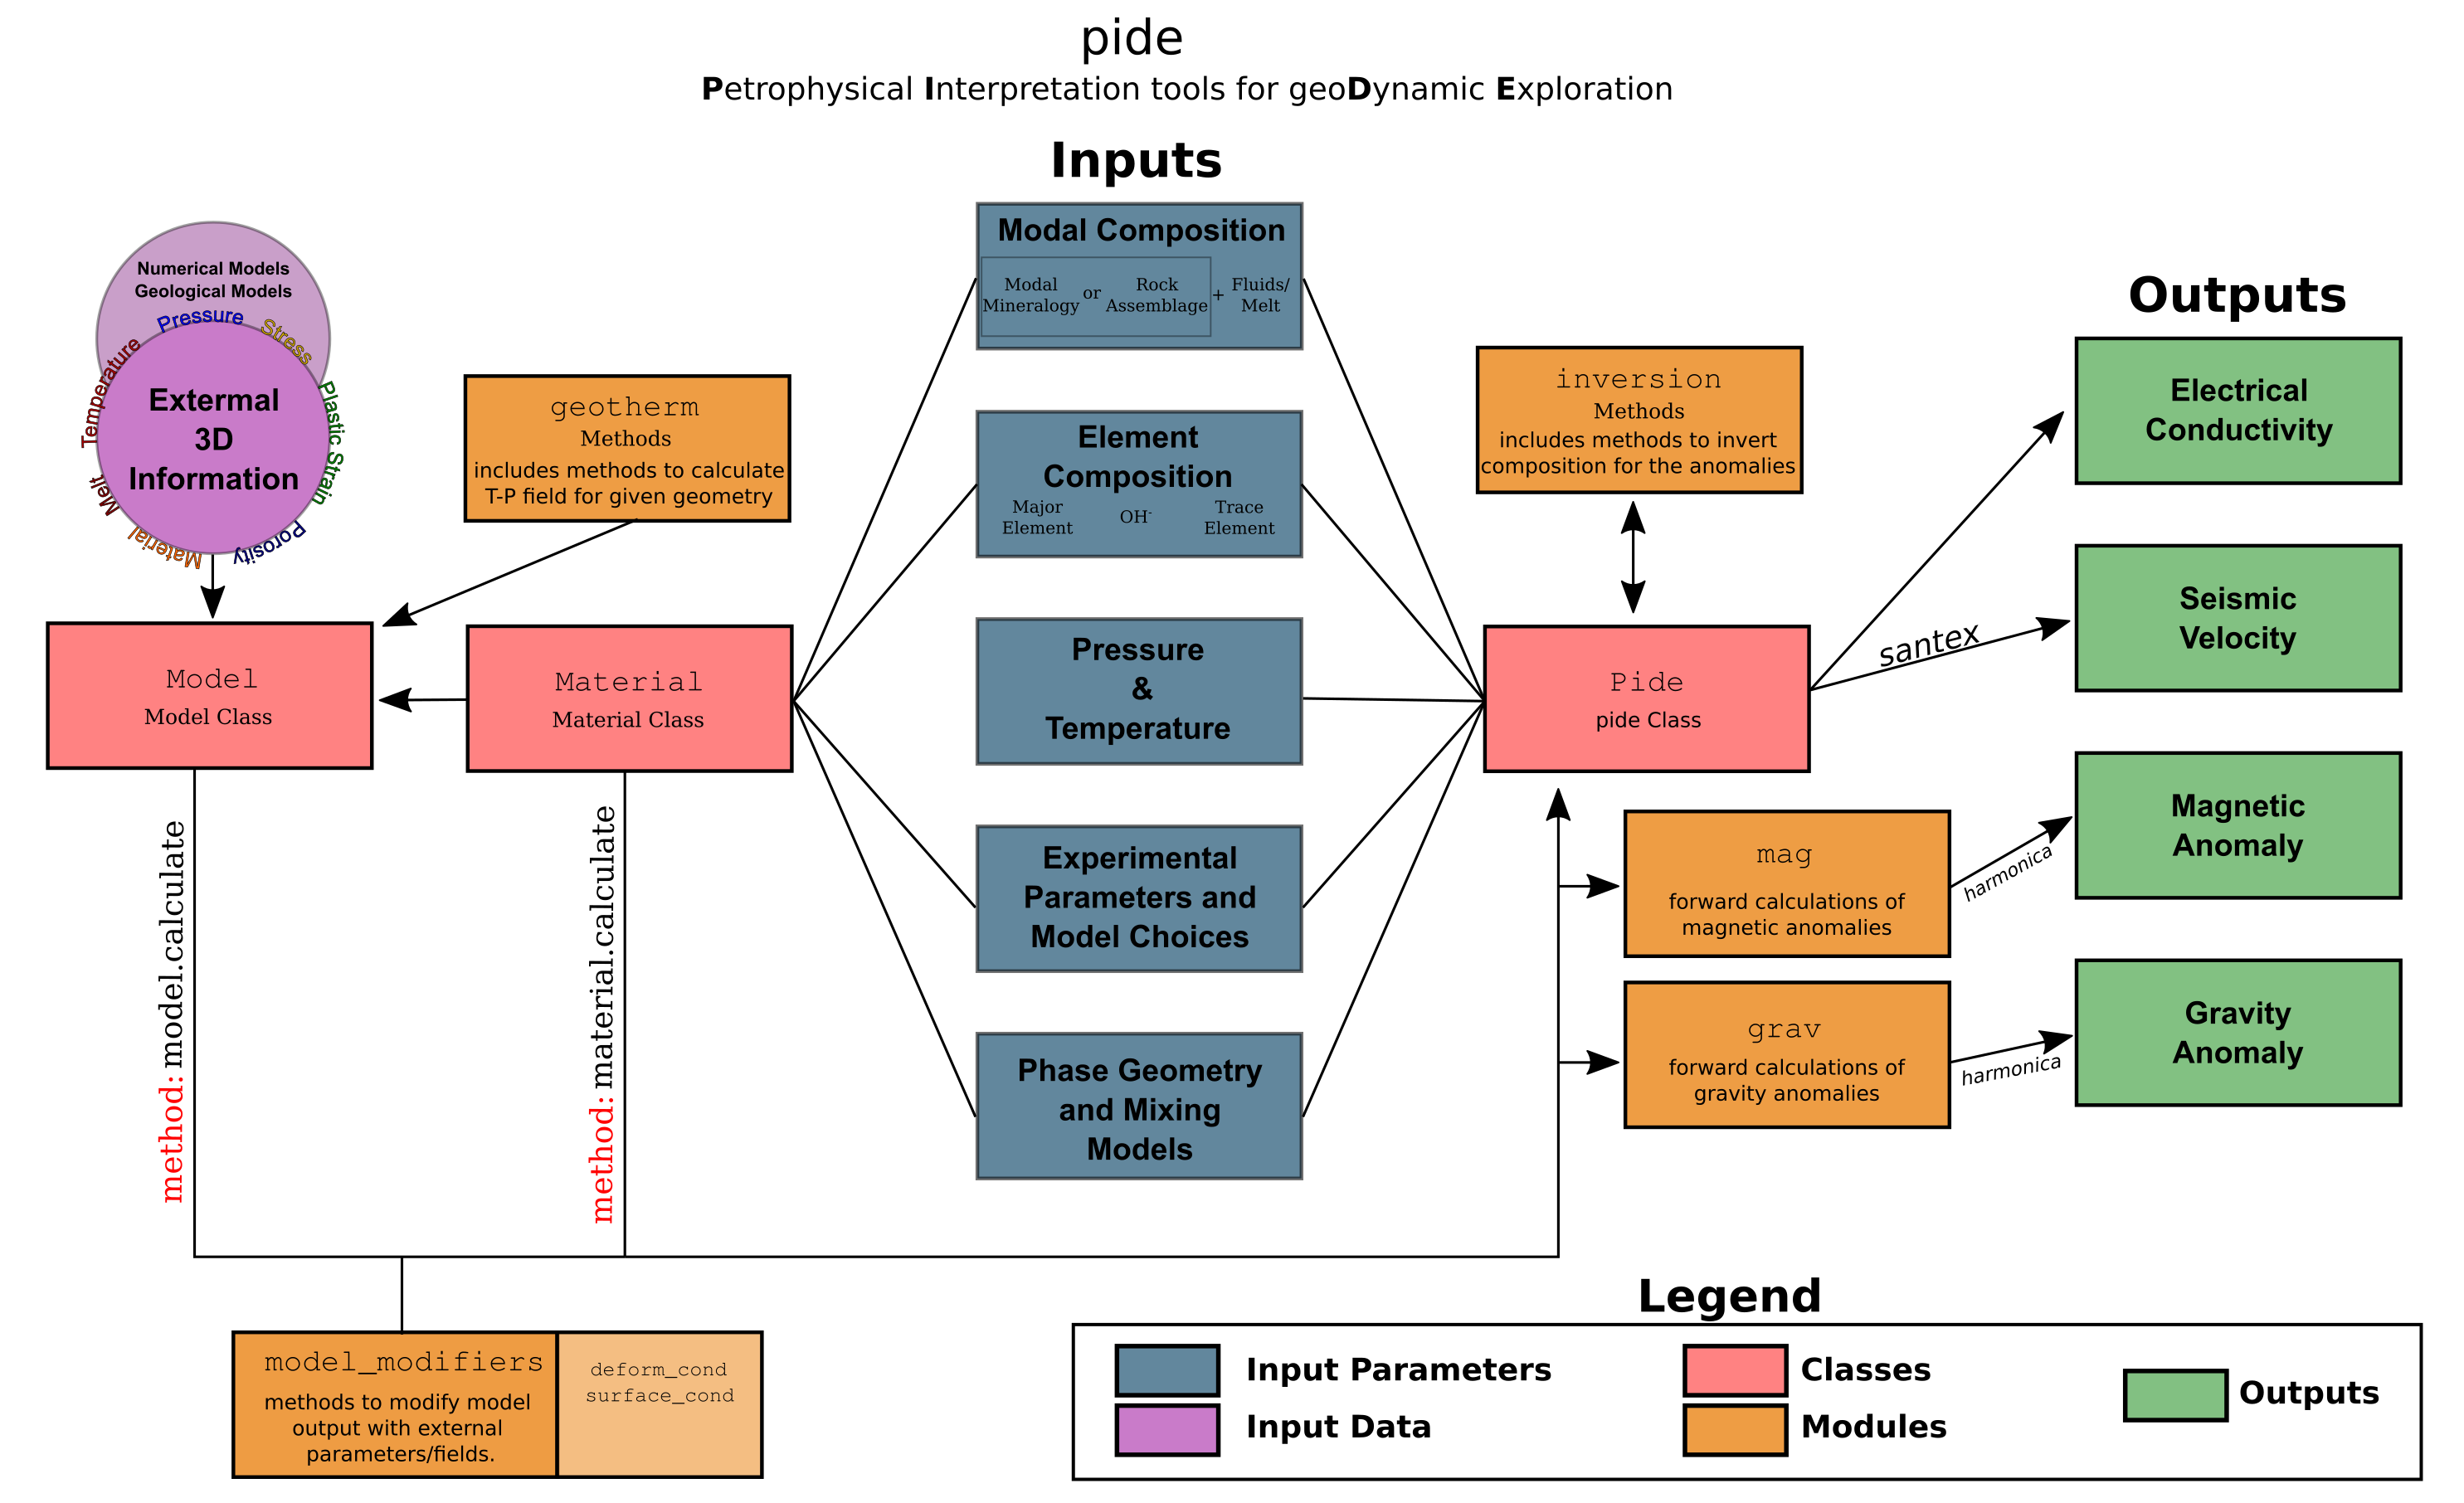 pide
Petrophysical Interpretation tools for geoDynamic Exploration
Inputs
Numerical Models
Geological Models
Pressure
Stress
Temperature
Plastic Strain
Melt
Material
Porosity
Extermal
3D
Information
geotherm
Methods
includes methods to calculate
T-P field for given geometry
Model
Model Class
Material
Material Class
method: model.calculate
method: material.calculate
Modal Composition
Modal
Mineralogy
or
Rock
Assemblage
+
Fluids/
Melt
Element
Composition
Major
Element
OH-
Trace
Element
Pressure
&
Temperature
Experimental
Parameters and
Model Choices
Phase Geometry
and Mixing
Models
inversion
Methods
includes methods to invert
composition for the anomalies
Pide
pide Class
santex
mag
forward calculations of
magnetic anomalies
harmonica
grav
forward calculations of
gravity anomalies
harmonica
Outputs
Electrical
Conductivity
Seismic
Velocity
Magnetic
Anomaly
Gravity
Anomaly
model_modifiers
methods to modify model
output with external
parameters/fields.
deform_cond
surface_cond
Legend
Input Parameters
Input Data
Classes
Modules
Outputs